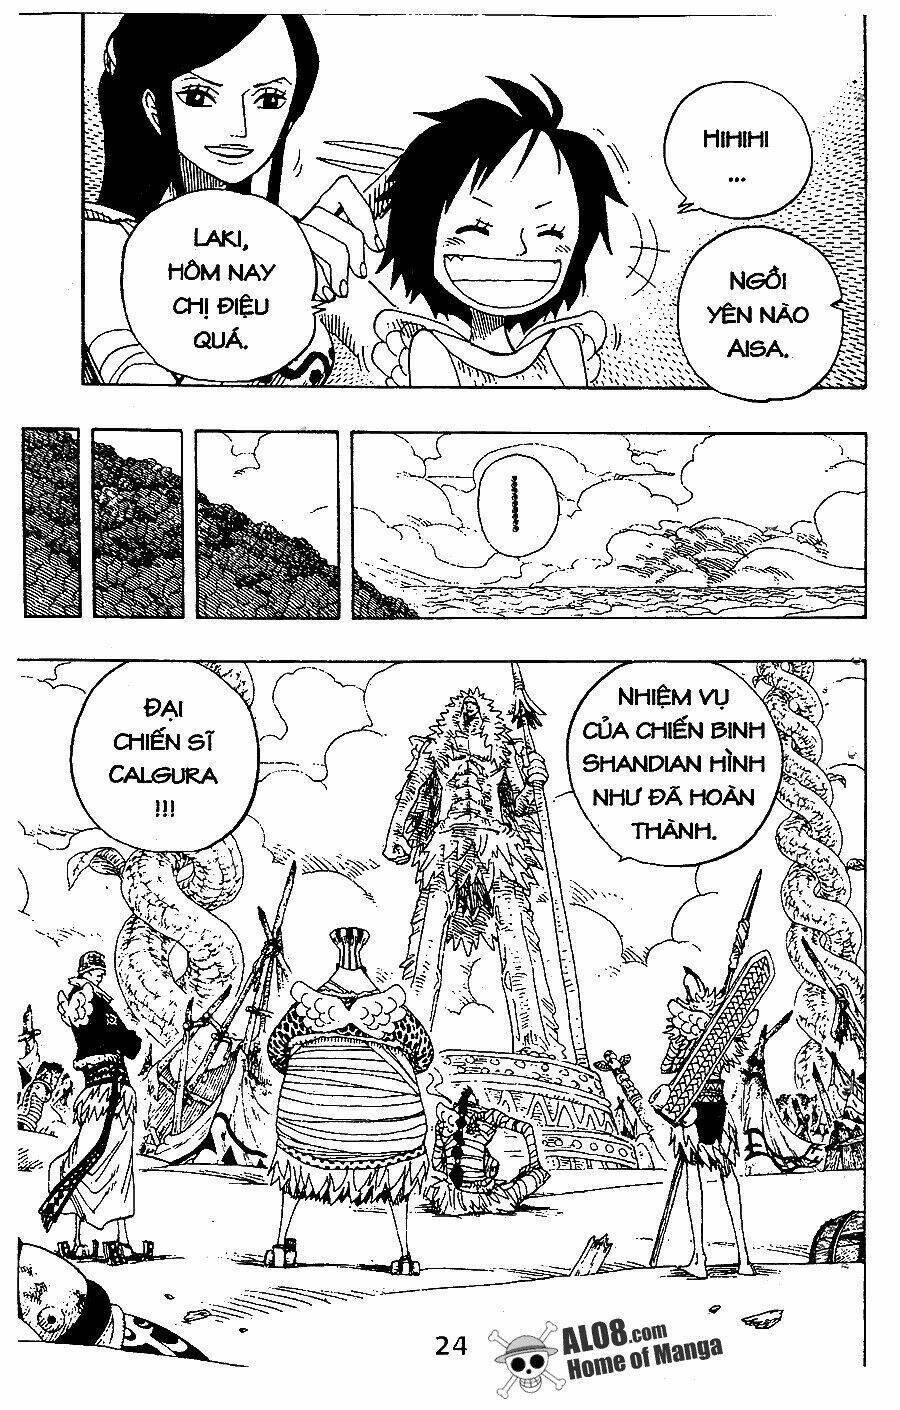 HIHIHI
...
NGỒI
YÊN NÀO
AISA.
LAKI,
HÔM NAY
CHỊ ĐIỆU
QUÁ.
..........
NHIỆM VỤ
CỦA CHIẾN BINH
SHANDIAN HÌNH
NHƯ ĐÃ HOÀN
THÀNH.
ĐẠI
CHIẾN SĨ
CALGURA
!!!
24
ALO8.com
Home of Manga